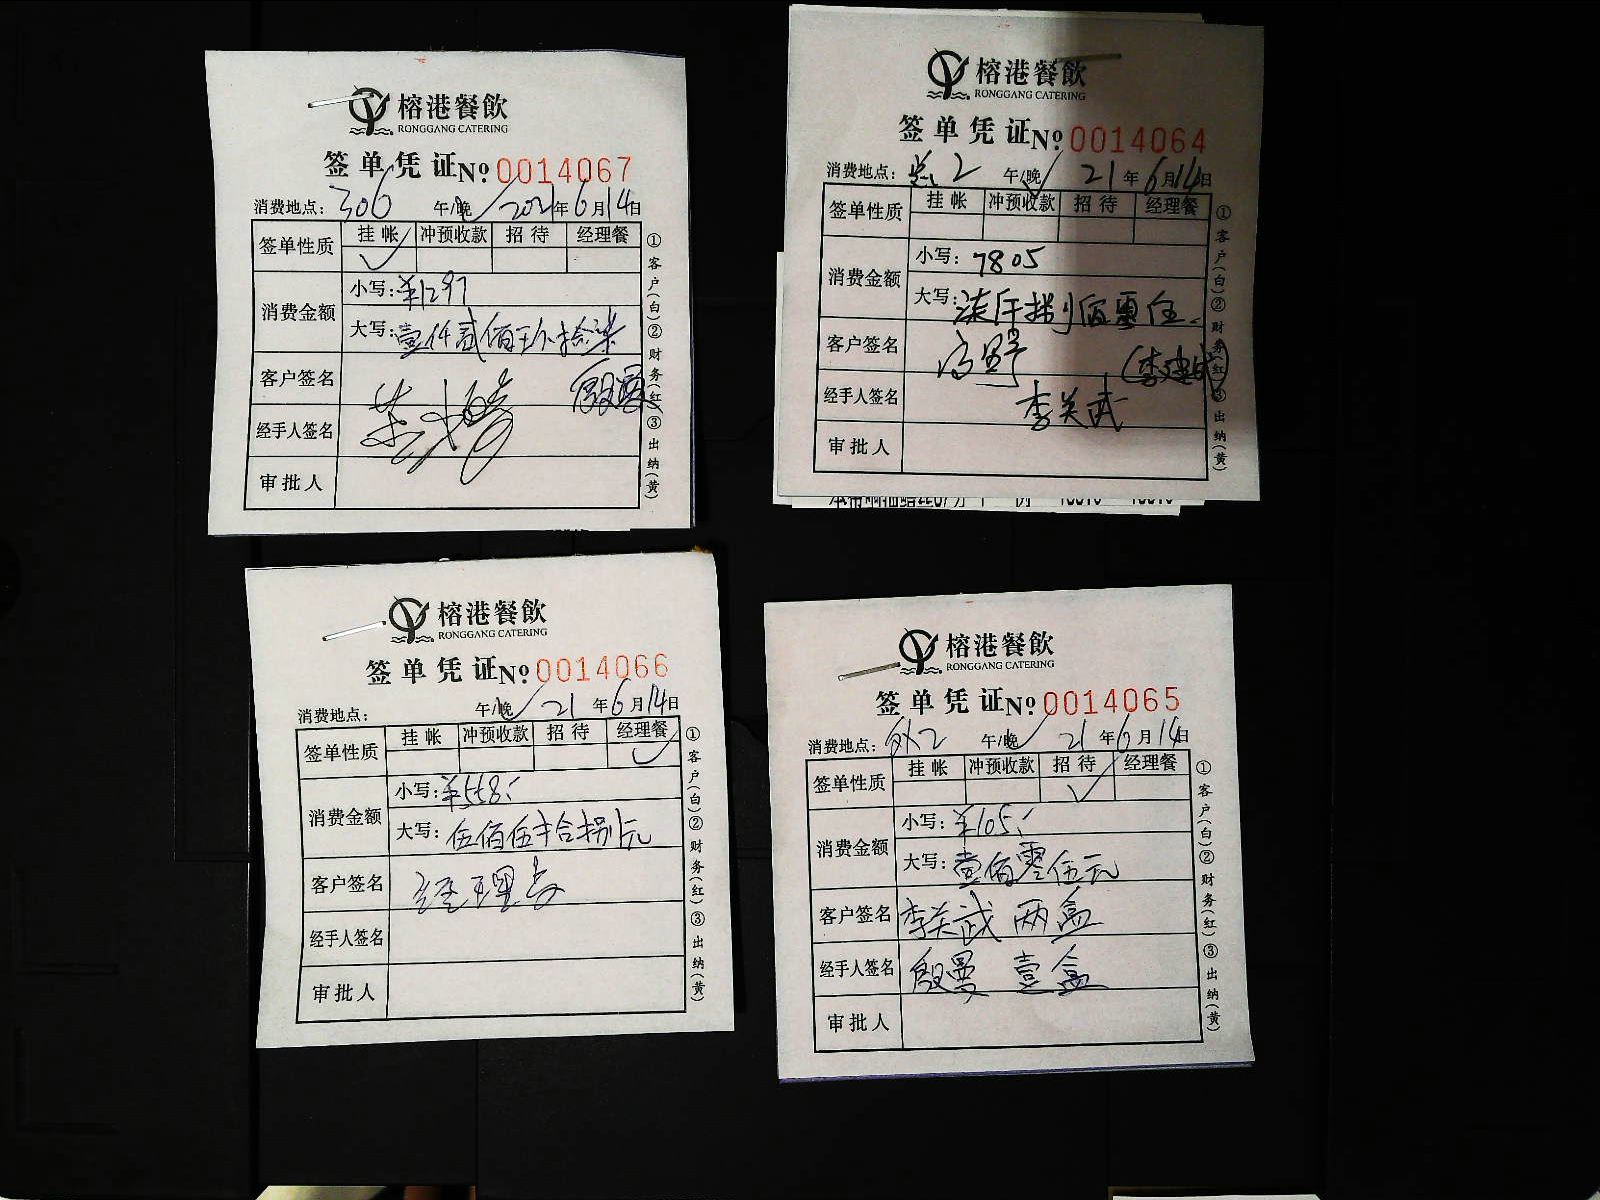 榕港餐飲
RONGGANG CATERING
签单凭证No 0014067
消费地点: 306 午/晚 ✓ 2021年6月14日
签单性质 挂帐 冲预收款 招待 经理餐
✓
消费金额 小写: ¥1297
大写: 壹仟贰佰玖拾柒
客户签名
殷曼
经手人签名
审批人
①客户(白)②财务(红)③出纳(黄)
榕港餐飲
RONGGANG CATERING
签单凭证No 0014064
消费地点: 2 午/晚 ✓ 21年6月14日
签单性质 挂帐 冲预收款 招待 经理餐
消费金额 小写: 7805
大写: 柒仟捌佰零伍
客户签名
(李建成)
经手人签名 李关武
审批人
①客户(白)②财务(红)③出纳(黄)
榕港餐飲
RONGGANG CATERING
签单凭证No 0014066
消费地点: 午/晚 ✓ 21年6月14日
签单性质 挂帐 冲预收款 招待 经理餐
✓
消费金额 小写: ¥558.
大写: 伍佰伍拾捌元
客户签名 经理餐
经手人签名
审批人
①客户(白)②财务(红)③出纳(黄)
榕港餐飲
RONGGANG CATERING
签单凭证No 0014065
消费地点: 外2 午/晚 ✓ 21年6月14日
签单性质 挂帐 冲预收款 招待 经理餐
✓
消费金额 小写: ¥105.
大写: 壹佰零伍元
客户签名 李关武 两盒
经手人签名 殷曼 壹盒
审批人
①客户(白)②财务(红)③出纳(黄)